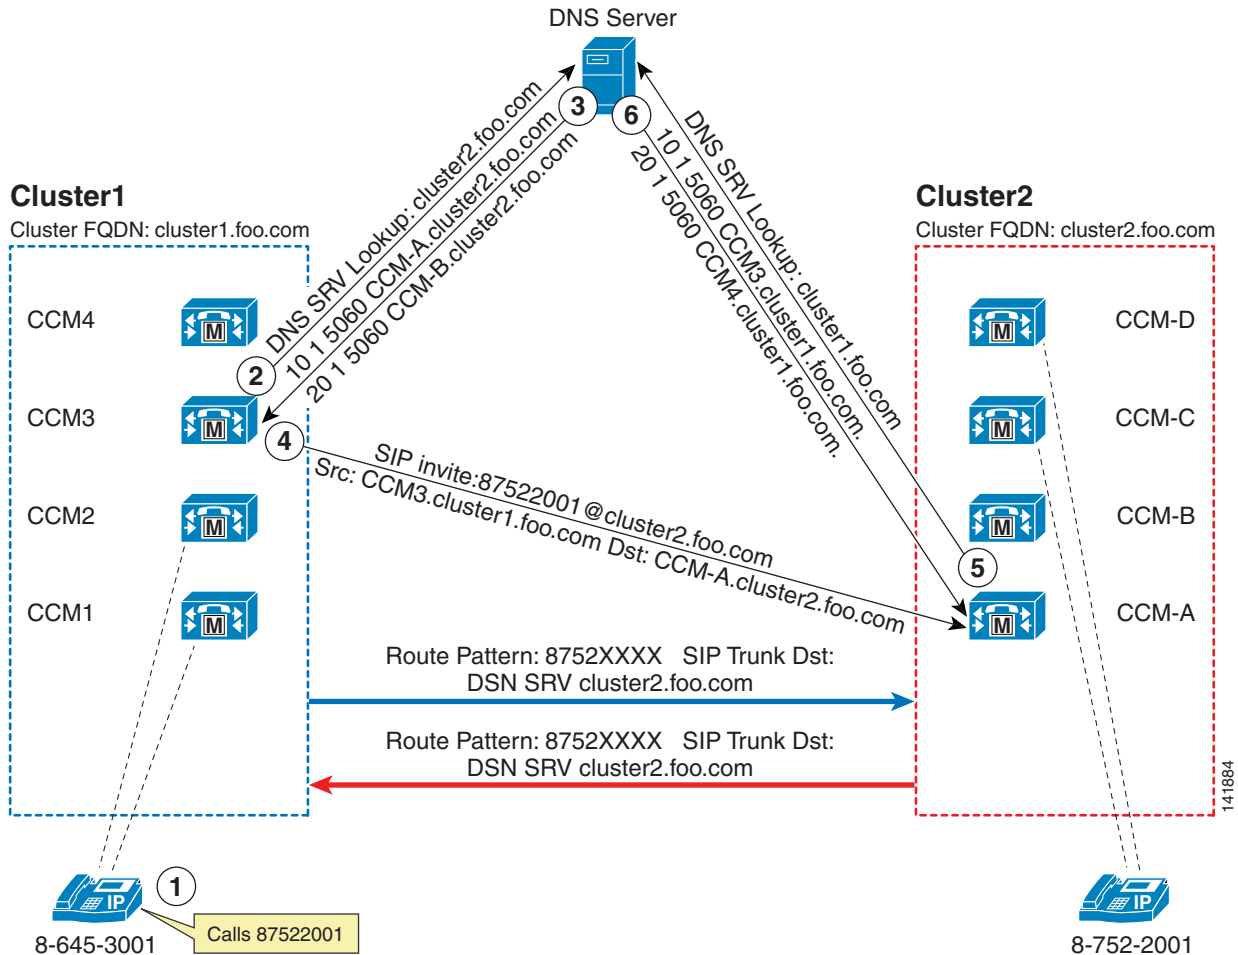 DNS Server
3
6
DNS SRV Lookup: cluster2.foo.com
10 1 5060 CCM-A.cluster2.foo.com
20 1 5060 CCM-B.cluster2.foo.com
DNS SRV Lookup: cluster1.foo.com
10 1 5060 CCM3.cluster1.foo.com.
20 1 5060 CCM4.cluster1.foo.com.
Cluster1
Cluster FQDN: cluster1.foo.com
Cluster2
Cluster FQDN: cluster2.foo.com
CCM4
M
M
CCM-D
2
CCM3
M
M
CCM-C
4
SIP invite:87522001@cluster2.foo.com
Src: CCM3.cluster1.foo.com Dst: CCM-A.cluster2.foo.com
CCM2
M
M
CCM-B
5
CCM1
M
M
CCM-A
Route Pattern: 8752XXXX SIP Trunk Dst:
DSN SRV cluster2.foo.com
Route Pattern: 8752XXXX SIP Trunk Dst:
DSN SRV cluster2.foo.com
141884
1
IP
IP
Calls 87522001
8-645-3001
8-752-2001